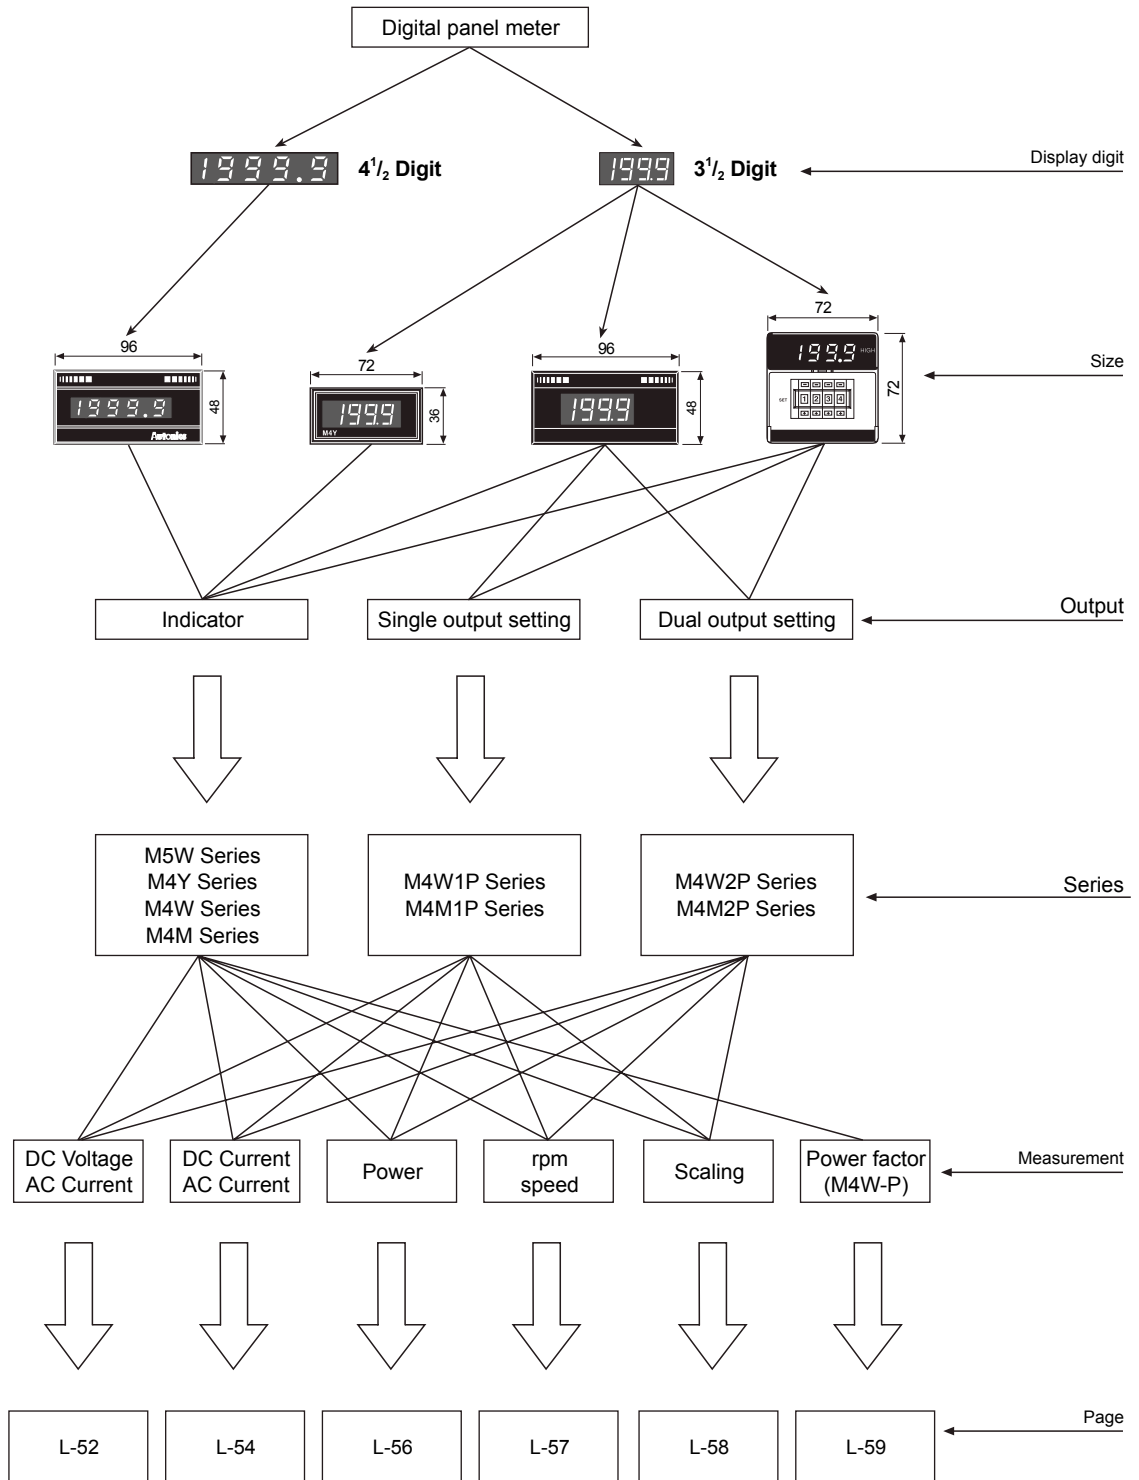 Digital panel meter
1999.9
4 1/2 Digit
199.9
3 1/2 Digit
Display digit
96
48
1999.9
Autonics
72
36
199.9
M4Y
96
48
199.9
72
72
199.9 HIGH
SET 1 2 3 4
Size
Indicator
Single output setting
Dual output setting
Output
M5W Series
M4Y Series
M4W Series
M4M Series
M4W1P Series
M4M1P Series
M4W2P Series
M4M2P Series
Series
DC Voltage
AC Current
DC Current
AC Current
Power
rpm
speed
Scaling
Power factor
(M4W-P)
Measurement
L-52
L-54
L-56
L-57
L-58
L-59
Page